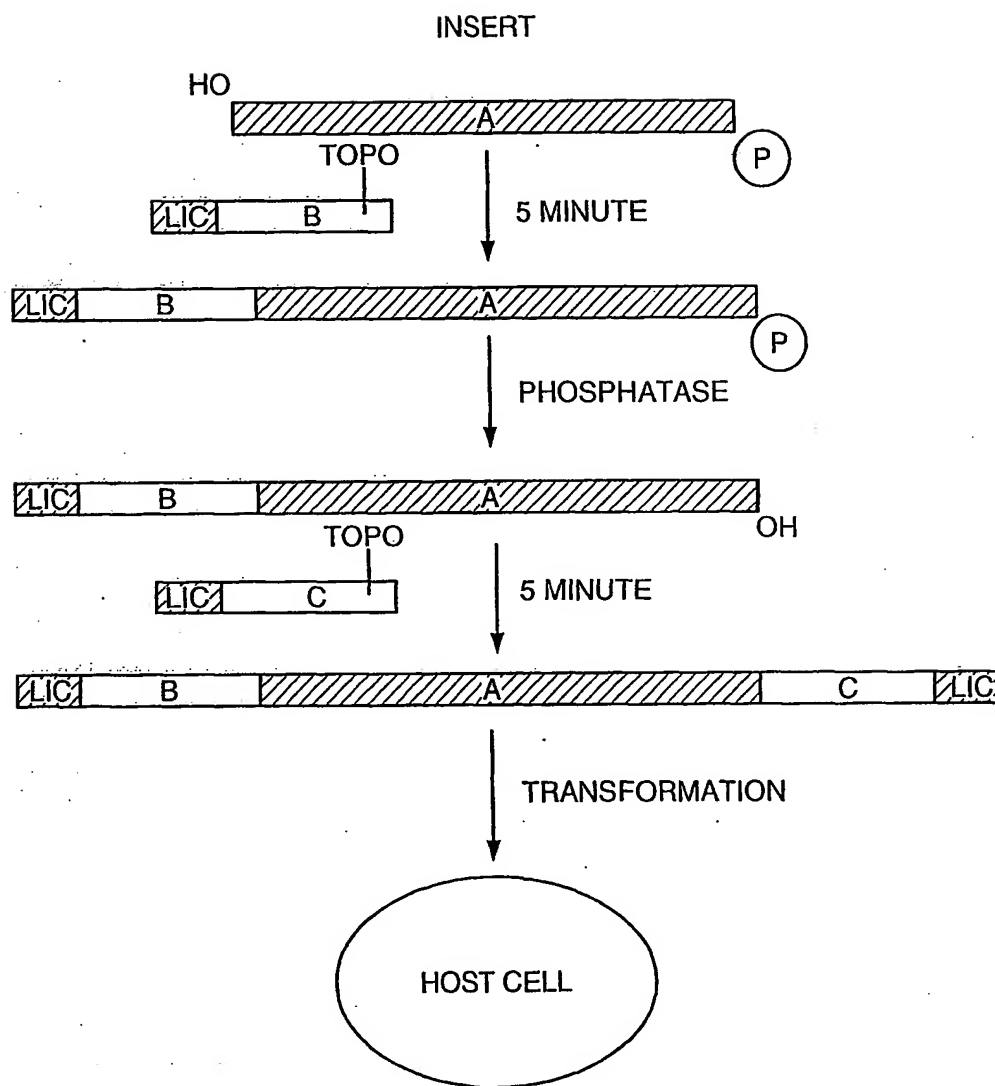 INSERT
HO
A
P
TOPO
LIC B
5 MINUTE
LIC B A
P
PHOSPHATASE
LIC B A
OH
TOPO
LIC C
5 MINUTE
LIC B A C LIC
TRANSFORMATION
HOST CELL